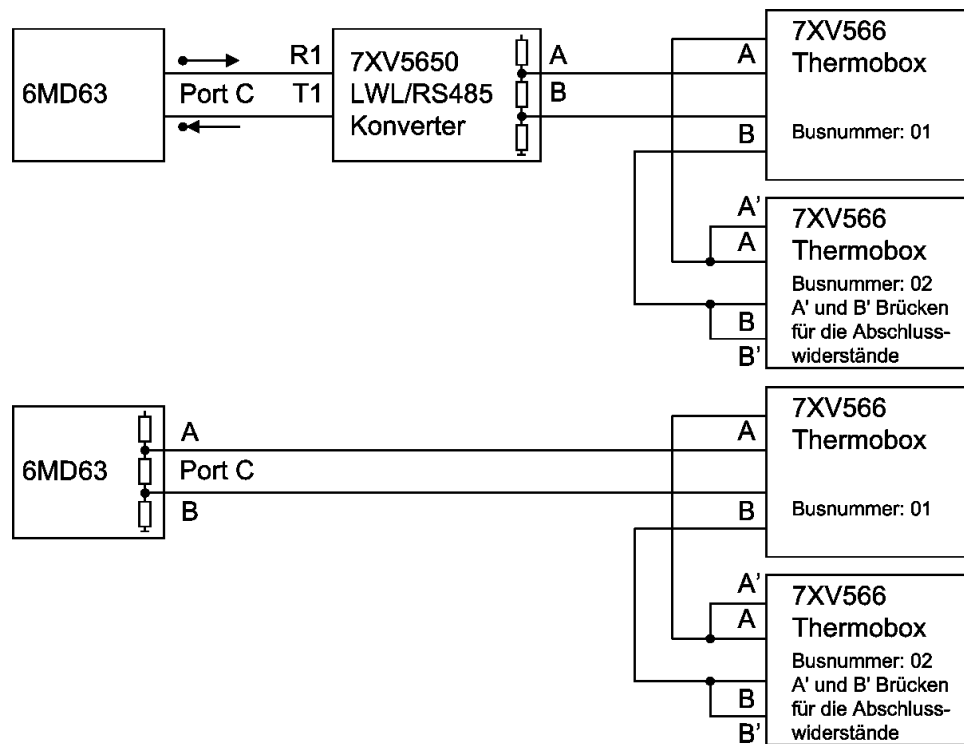 6MD63
R1
Port C
T1
7XV5650
LWL/RS485
Konverter
A
B
A
B
7XV566
Thermobox
Busnummer: 01
A'
A
B
B'
7XV566
Thermobox
Busnummer: 02
A' und B' Brücken
für die Abschluss-
widerstände
6MD63
A
Port C
B
A
B
7XV566
Thermobox
Busnummer: 01
A'
A
B
B'
7XV566
Thermobox
Busnummer: 02
A' und B' Brücken
für die Abschluss-
widerstände